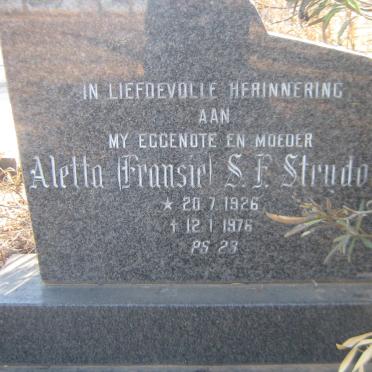 IN LIEFDEVOLLE HERINNERING
AAN
MY EGGENOTE EN MOEDER
Aletta (Fransie) S. F. Strydo
* 20.7.1926
† 12.1.1976
PS 23